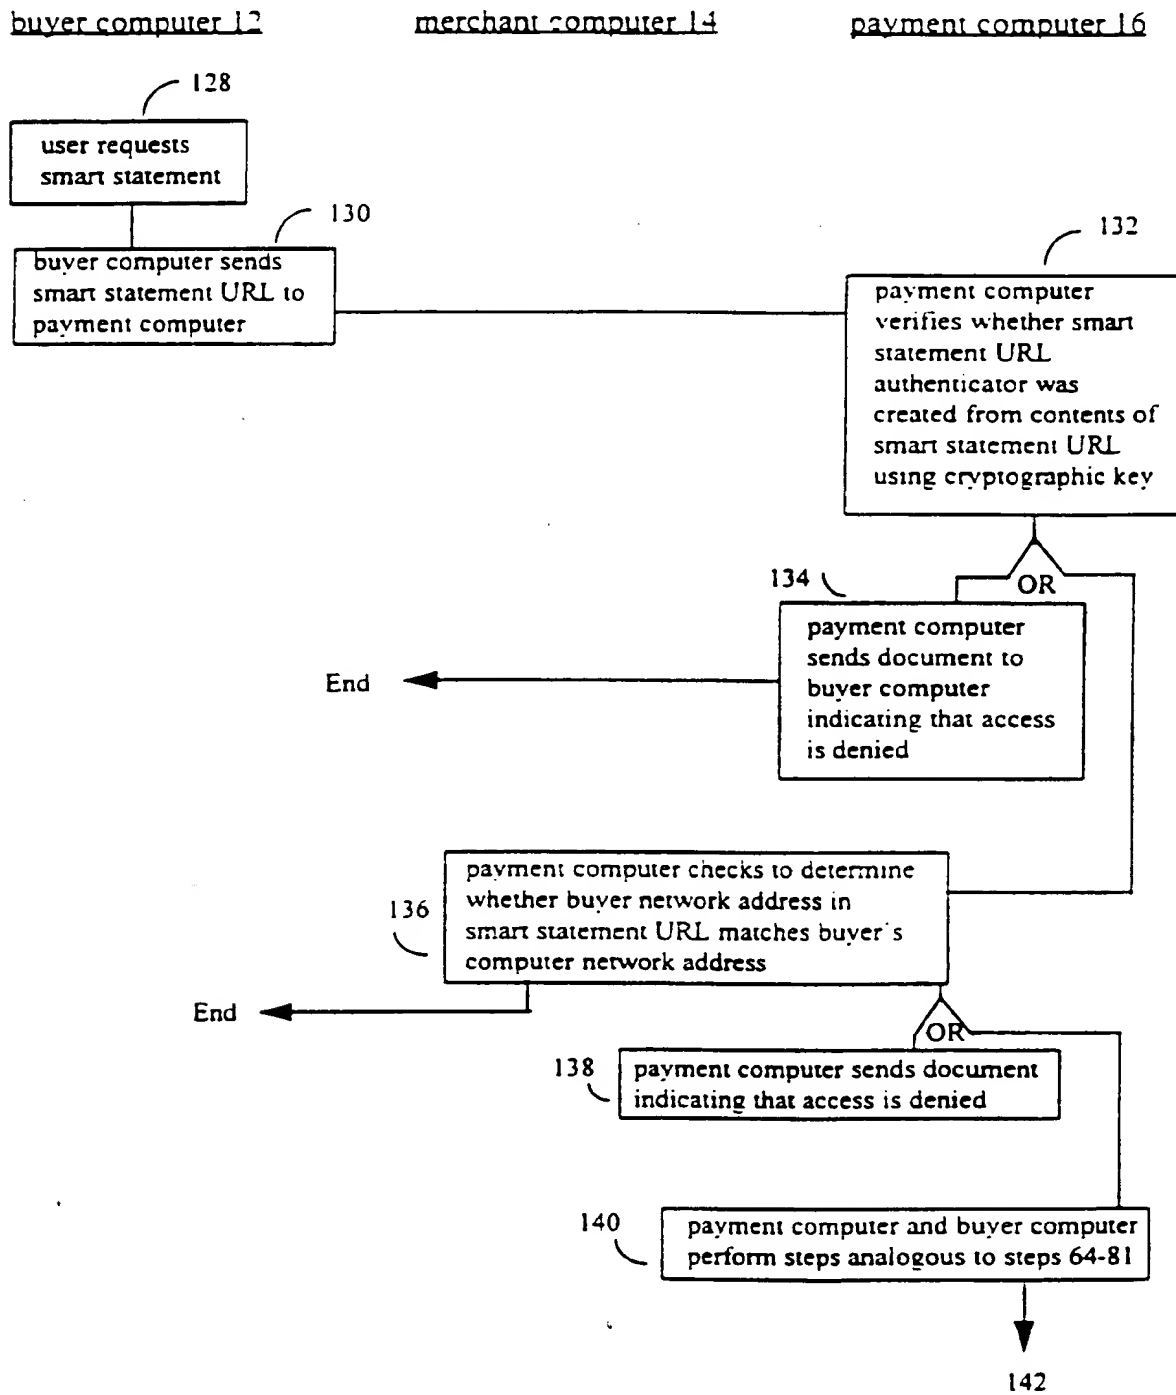 buyer computer 12
merchant computer 14
payment computer 16
128
user requests
smart statement
130
buyer computer sends
smart statement URL to
payment computer
132
payment computer
verifies whether smart
statement URL
authenticator was
created from contents of
smart statement URL
using cryptographic key
OR
134
payment computer
sends document to
buyer computer
indicating that access
is denied
End
136
payment computer checks to determine
whether buyer network address in
smart statement URL matches buyer's
computer network address
End
OR
138
payment computer sends document
indicating that access is denied
140
payment computer and buyer computer
perform steps analogous to steps 64-81
142